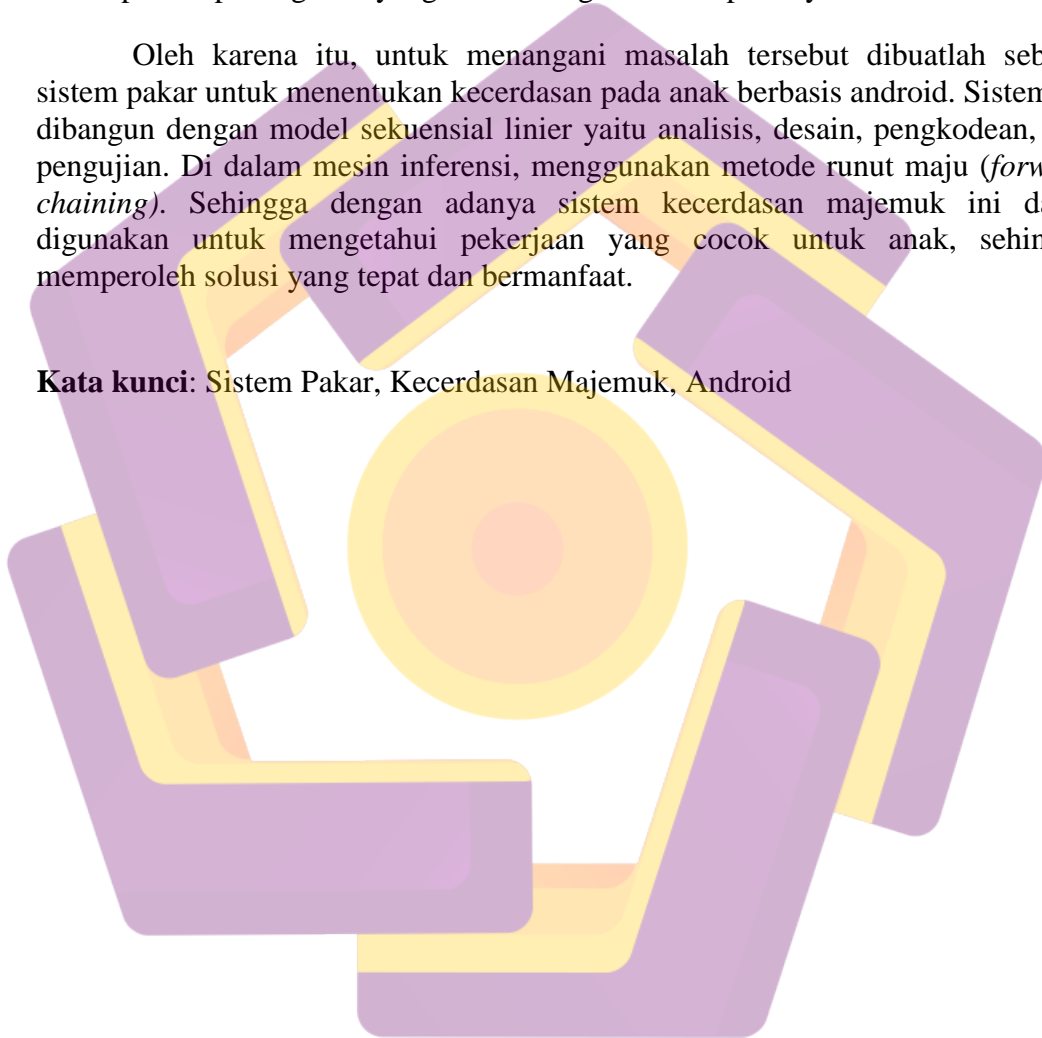 Oleh karena itu, untuk menangani masalah tersebut dibuatlah seb
sistem pakar untuk menentukan kecerdasan pada anak berbasis android. Sistem
dibangun dengan model sekuensial linier yaitu analisis, desain, pengkodean,
pengujian. Di dalam mesin inferensi, menggunakan metode runut maju (forw
chaining). Sehingga dengan adanya sistem kecerdasan majemuk ini da
digunakan untuk mengetahui pekerjaan yang cocok untuk anak, sehin
memperoleh solusi yang tepat dan bermanfaat.
Kata kunci: Sistem Pakar, Kecerdasan Majemuk, Android